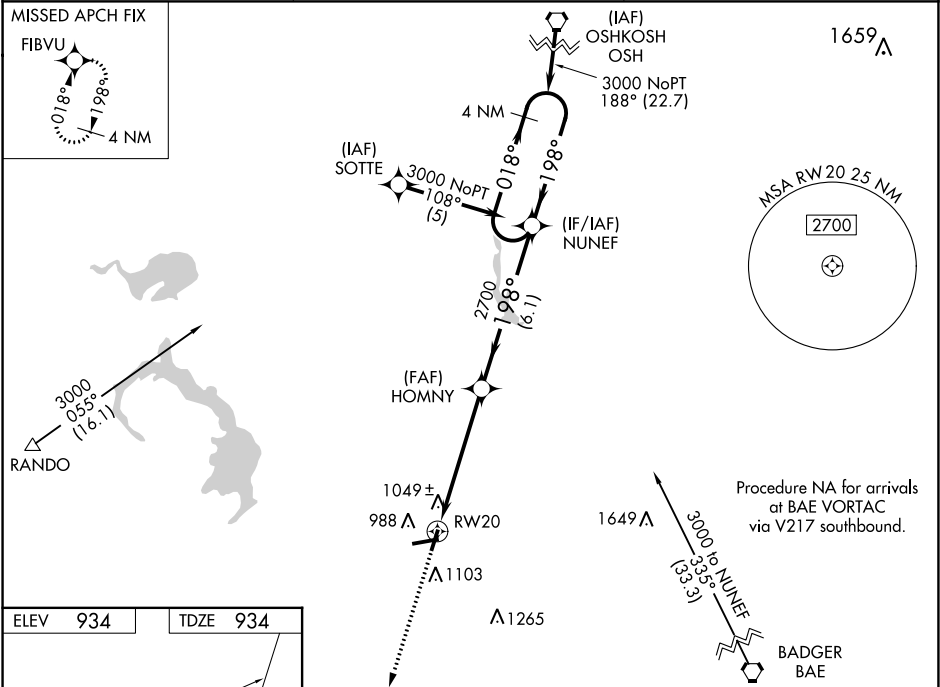 MISSED APCH FIX
FIBVU
018°
198°
4 NM
(IAF)
OSHKOSH
OSH
3000 NoPT
188° (22.7)
1659
4 NM
018°
198°
(IAF)
SOTTE
3000 NoPT
108°
(5)
(IF/IAF)
NUNEF
MSA RW20 25 NM
2700
2700
198°
(6.1)
3000
055°
(16.1)
RANDO
(FAF)
HOMNY
1049 ±
988
RW20
1103
1265
1649
Procedure NA for arrivals
at BAE VORTAC
via V217 southbound.
3000 to NUNEF
335°
(33.3)
BADGER
BAE
ELEV 934
TDZE 934